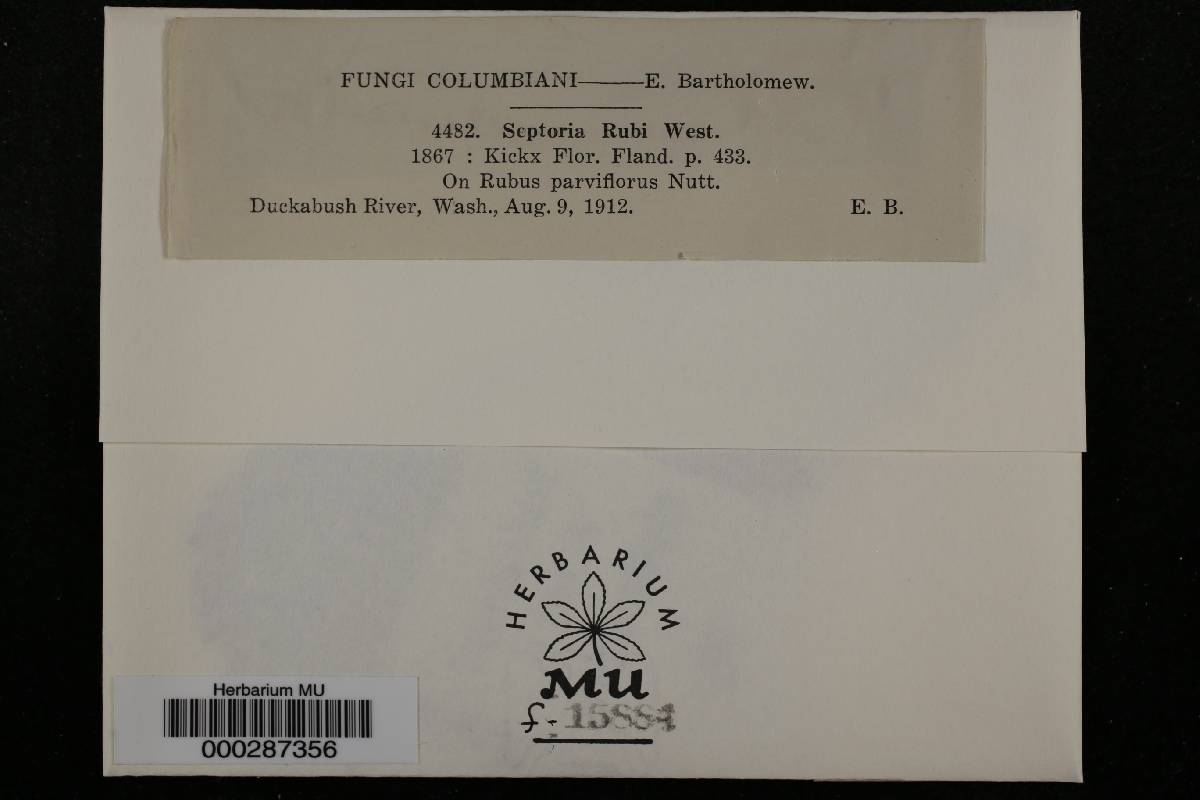 FUNGI COLUMBIANI——E. Bartholomew.
4482. Septoria Rubi West.
1867 : Kickx Flor. Fland. p. 433.
On Rubus parviflorus Nutt.
Duckabush River, Wash., Aug. 9, 1912. E. B.
HERBARIUM
MU
f. 15884
Herbarium MU
000287356